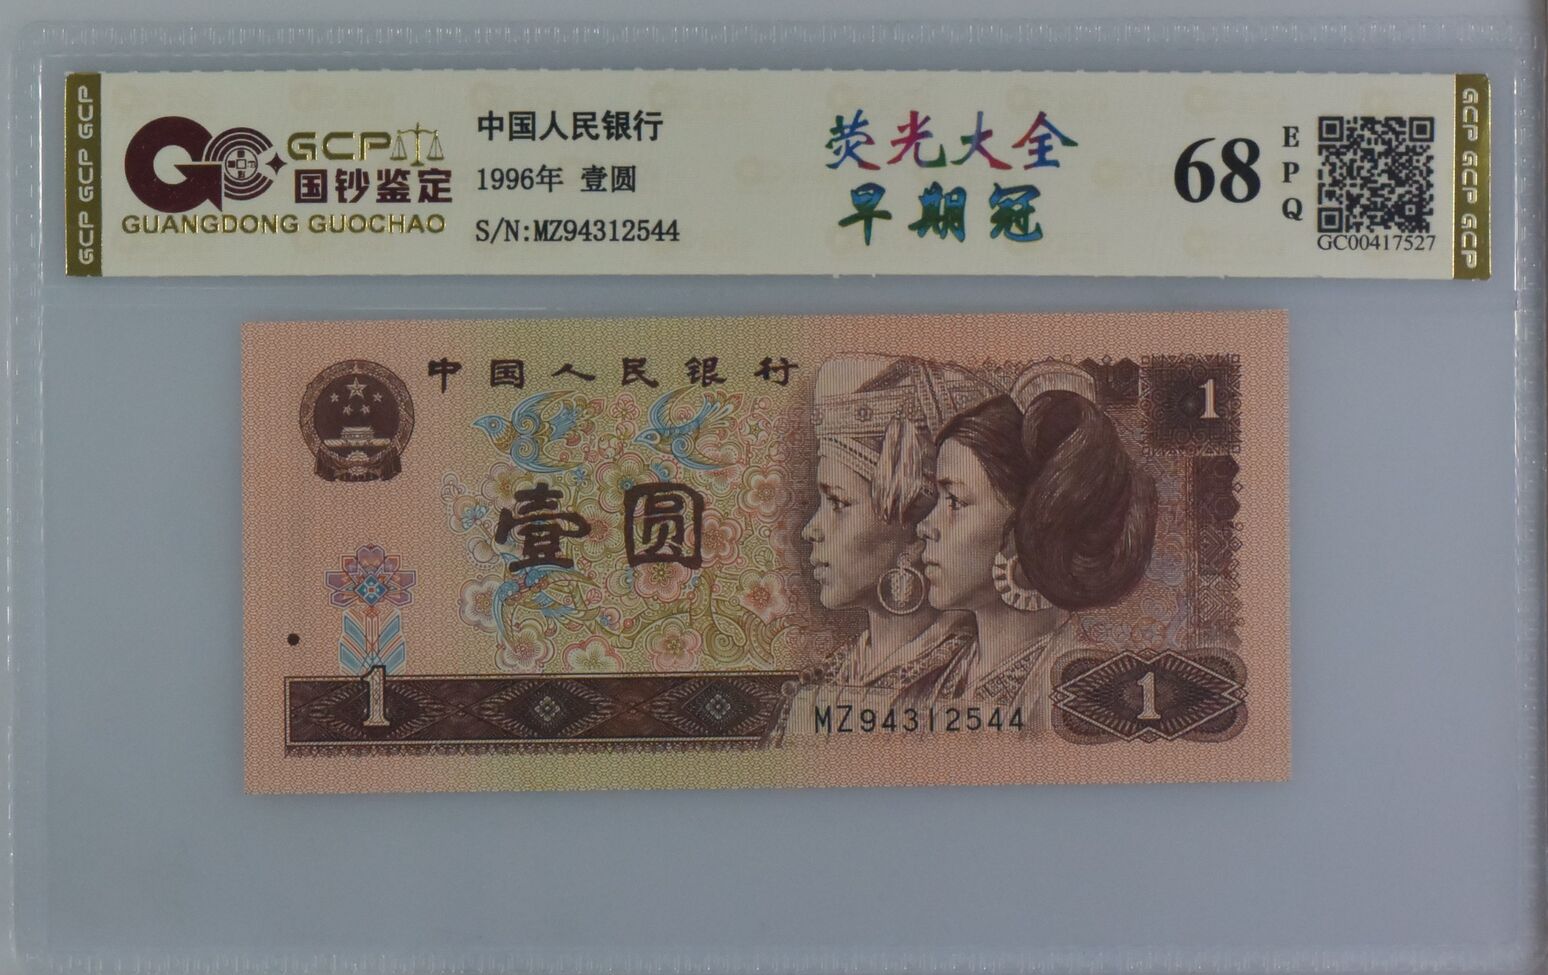 GCP GCP GCP
GCP
国钞鉴定
GUANGDONG GUOCHAO
中国人民银行
1996年 壹圆
S/N:MZ94312544
荧光大全
早期冠
68
EPQ
GC00417527
GCP GCP GCP
中国人民银行
1
壹圆
1
MZ94312544
1